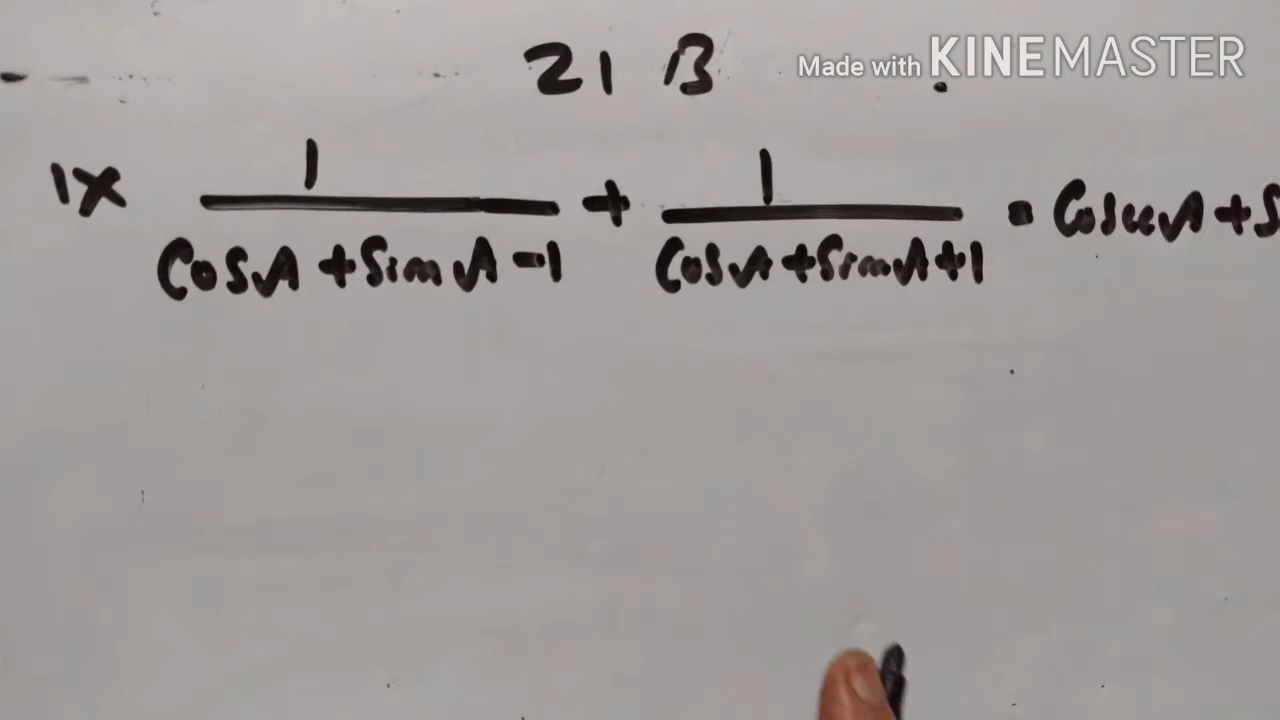 21 B
Made with KINEMASTER
1x 1 / CosA + SinA - 1 + 1 / CosA + SinA + 1 = CosecA + S